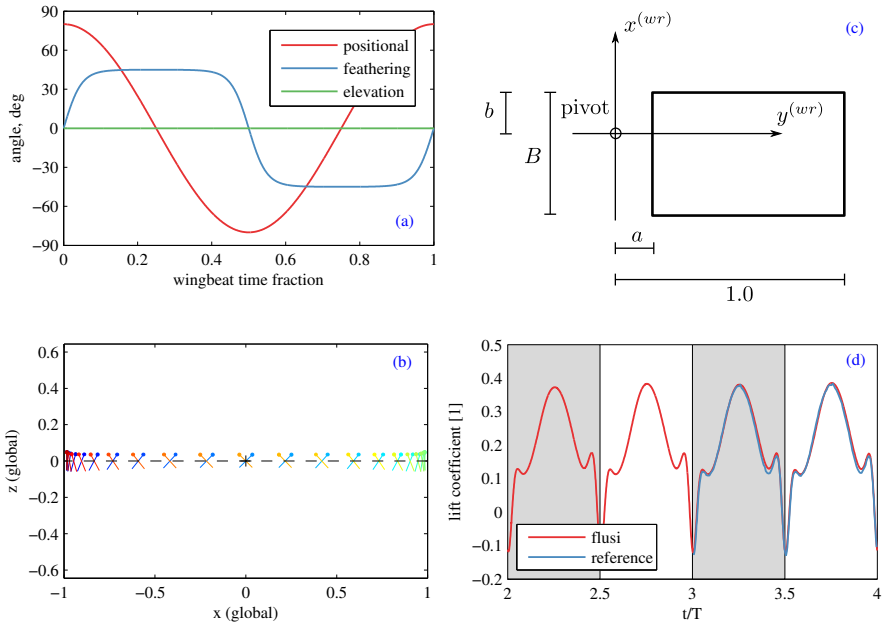 90
60
30
0
−30
−60
−90
angle, deg
positional
feathering
elevation
(a)
0 0.2 0.4 0.6 0.8 1
wingbeat time fraction
(c)
x^(wr)
y^(wr)
pivot
b
B
a
1.0
0.6
0.4
0.2
0
−0.2
−0.4
−0.6
z (global)
(b)
−1 −0.5 0 0.5 1
x (global)
0.5
0.4
0.3
0.2
0.1
0
−0.1
−0.2
lift coefficient [1]
(d)
flusi
reference
2 2.5 3 3.5 4
t/T